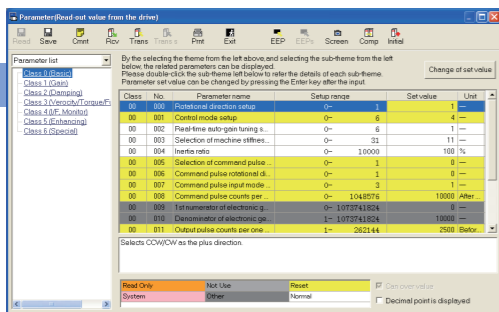 Parameter(Read-out value from the drive)
Read Save Cmnt Rcv Trans Trans s Prnt Exit EEP EEPs Screen Comp Initial
Parameter list
Class 0 (Basic)
Class 1 (Gain)
Class 2 (Damping)
Class 3 (Verocity/Torque/F
Class 4 (I/F, Monitor)
Class 5 (Enhancing)
Class 6 (Special)
By the selecting the theme from the left above,and selecting the sub-theme from the left
below, the related parameters can be displayed.
Please double-click the sub-theme left below to refer the details of each sub-theme.
Parameter set value can be changed by pressing the Enter key after the input.
Change of set value
Class No. Parameter name Setup range Set value Unit
00 000 Rotational direction setup 0- 1 1 —
00 001 Control mode setup 0- 6 4 —
00 002 Real-time auto-gain tuning s... 0- 6 1 —
00 003 Selection of machine stiffnes... 0- 31 11 —
00 004 Inertia ratio 0- 10000 100 %
00 005 Selection of command pulse ... 0- 1 0 —
00 006 Command pulse rotational di... 0- 1 0 —
00 007 Command pulse input mode ... 0- 3 1 —
00 008 Command pulse counts per ... 0- 1048576 10000 After...
00 009 1st numerator of electronic g... 0- 1073741824 0 —
00 010 Denominator of electronic ge... 1- 1073741824 10000 —
00 011 Output pulse counts per one ... 1- 262144 2500 Befor...
Selects CCW/CW as the plus direction.
Read Only Not Use Reset
System Other Normal
Can over value
Decimal point is displayed